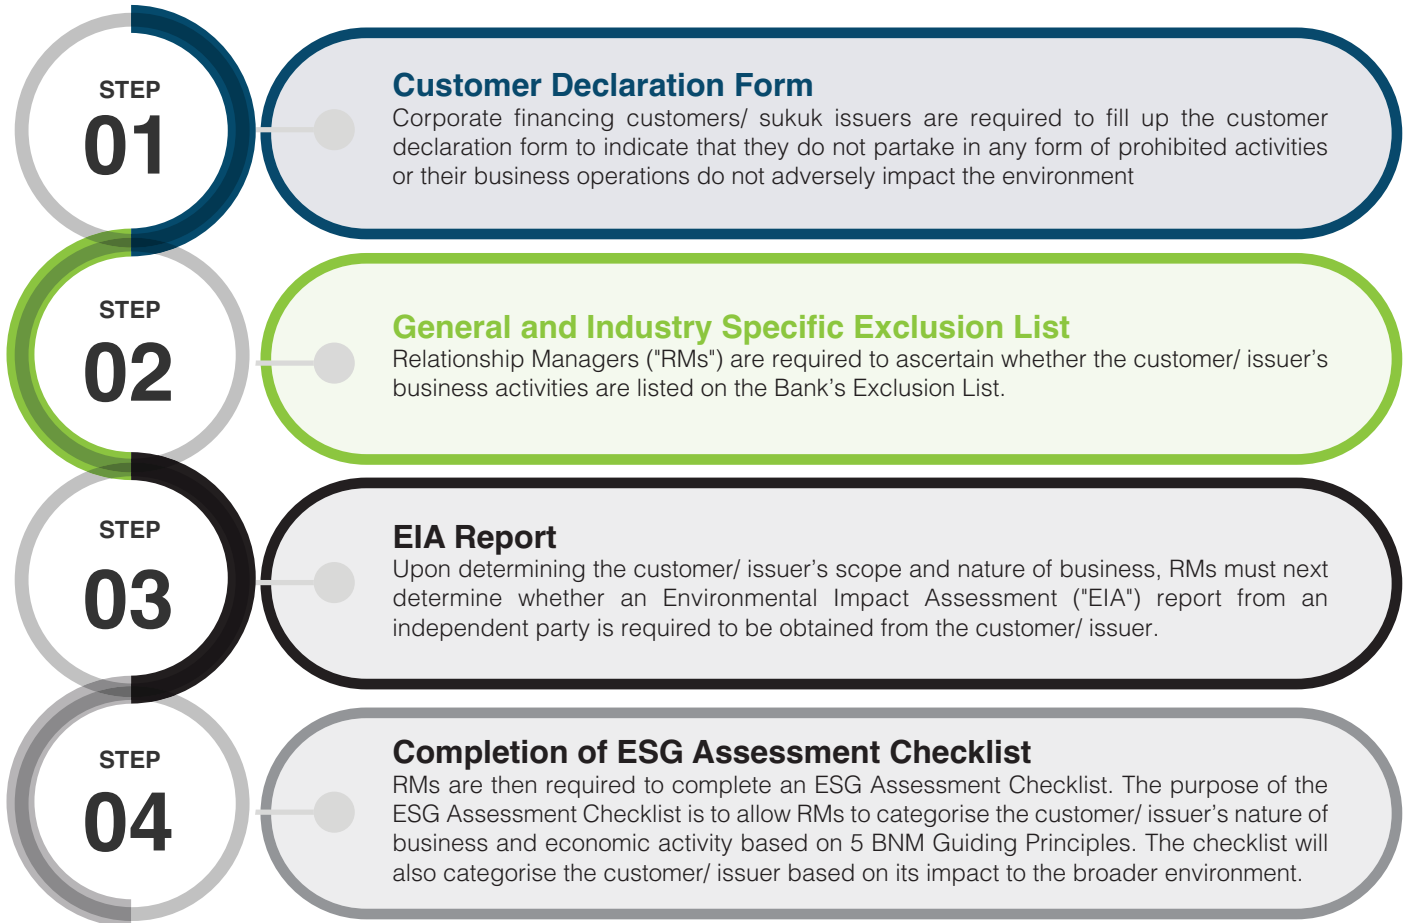 STEP
01
Customer Declaration Form
Corporate financing customers/ sukuk issuers are required to fill up the customer
declaration form to indicate that they do not partake in any form of prohibited activities
or their business operations do not adversely impact the environment
STEP
02
General and Industry Specific Exclusion List
Relationship Managers ("RMs") are required to ascertain whether the customer/ issuer’s
business activities are listed on the Bank’s Exclusion List.
STEP
03
EIA Report
Upon determining the customer/ issuer’s scope and nature of business, RMs must next
determine whether an Environmental Impact Assessment ("EIA") report from an
independent party is required to be obtained from the customer/ issuer.
STEP
04
Completion of ESG Assessment Checklist
RMs are then required to complete an ESG Assessment Checklist. The purpose of the
ESG Assessment Checklist is to allow RMs to categorise the customer/ issuer’s nature of
business and economic activity based on 5 BNM Guiding Principles. The checklist will
also categorise the customer/ issuer based on its impact to the broader environment.